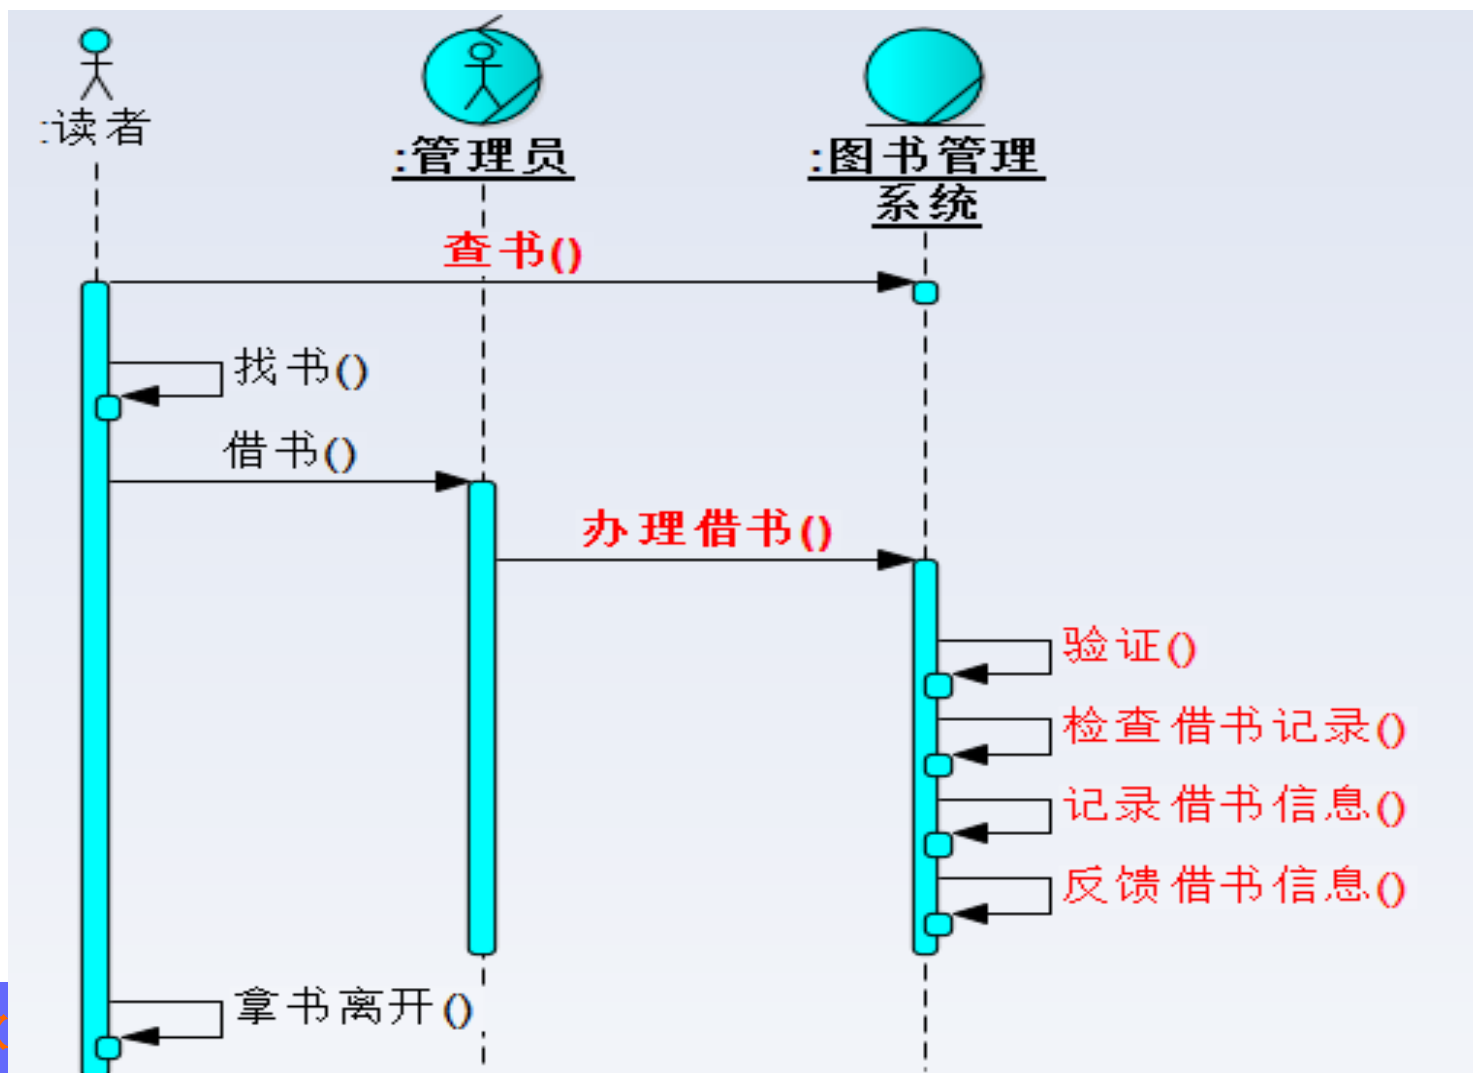 :读者
:管理员
:图书管理
系统
查书()
找书()
借书()
办理借书()
验证()
检查借书记录()
记录借书信息()
反馈借书信息()
拿书离开()